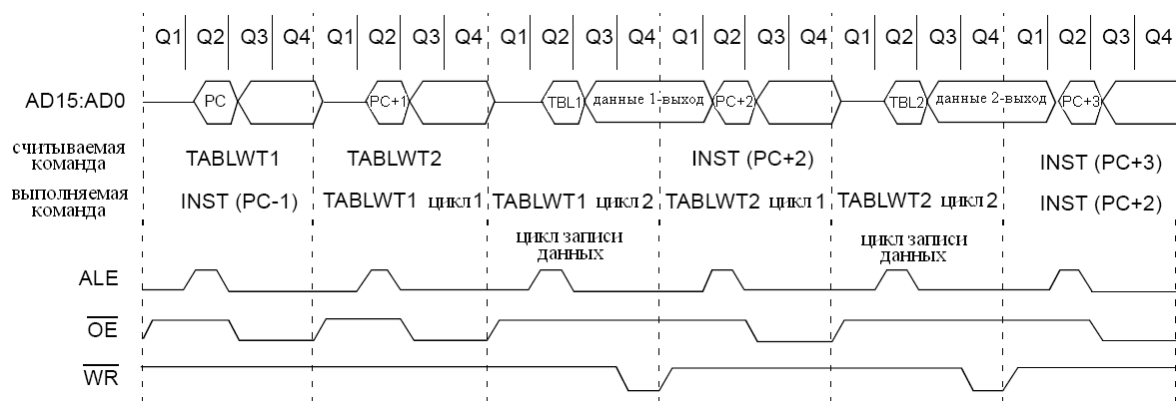 Q1 Q2 Q3 Q4 Q1 Q2 Q3 Q4 Q1 Q2 Q3 Q4 Q1 Q2 Q3 Q4 Q1 Q2 Q3 Q4 Q1 Q2 Q3 Q4
AD15:AD0 PC PC+1 TBL1 данные 1-выход PC+2 TBL2 данные 2-выход PC+3
считываемая
команда
TABLWT1 TABLWT2 INST (PC+2) INST (PC+3)
выполняемая
команда
INST (PC-1) TABLWT1 цикл 1 TABLWT1 цикл 2 TABLWT2 цикл 1 TABLWT2 цикл 2 INST (PC+2)
цикл записи
данных
цикл записи
данных
ALE
OE
WR